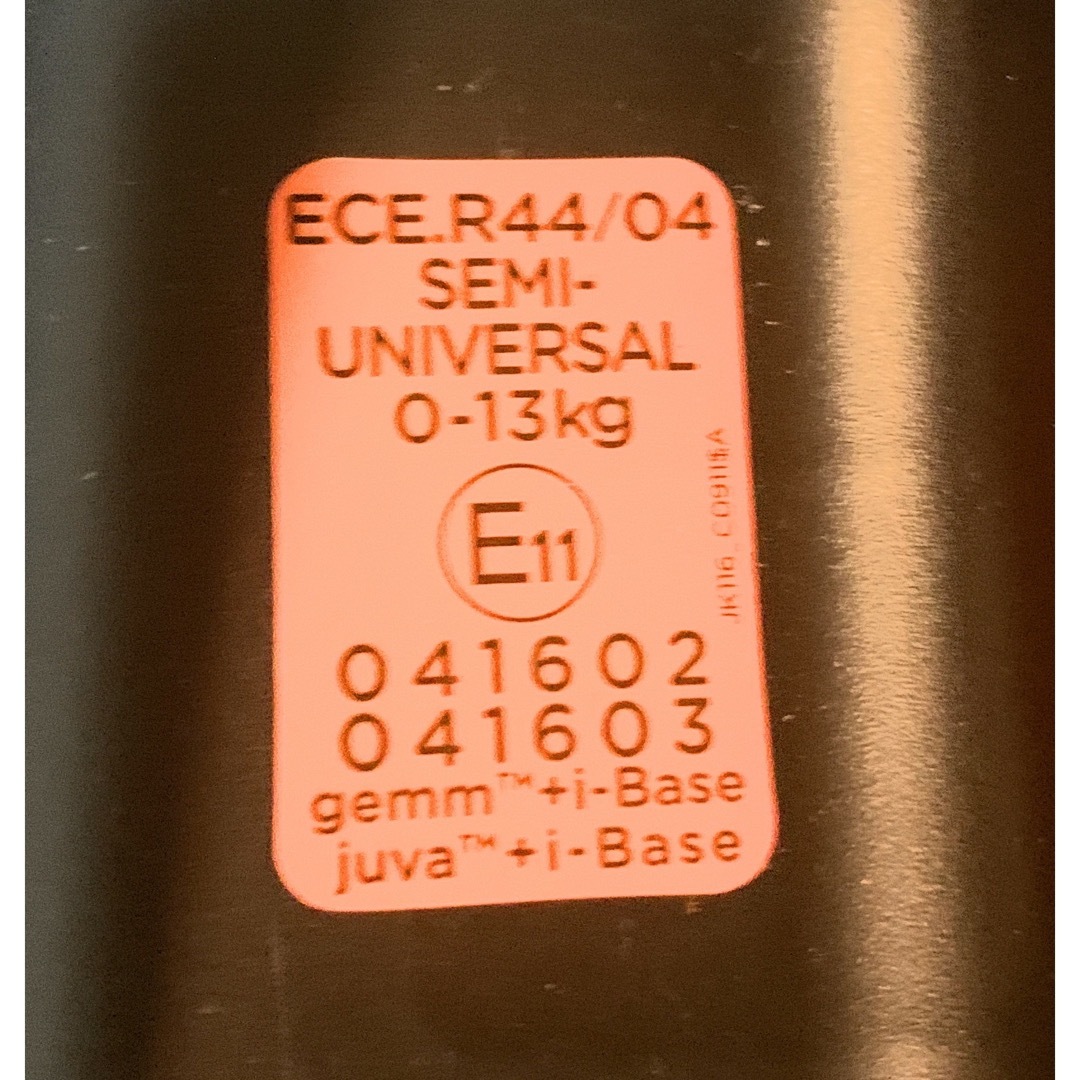 ECE.R44/04
SEMI-
UNIVERSAL
0-13kg
E11
041602
041603
gemm™+i-Base
juva™+i-Base